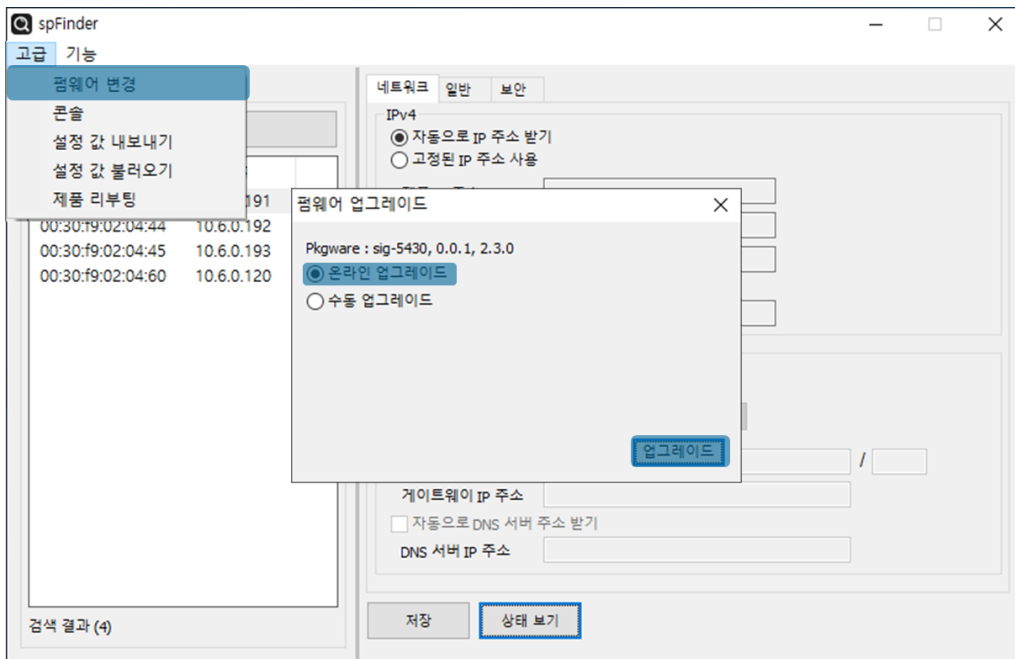 spFinder
고급 기능
펌웨어 변경
콘솔
설정 값 내보내기
설정 값 불러오기
제품 리부팅
191
00:30:f9:02:04:44 10.6.0.192
00:30:f9:02:04:45 10.6.0.193
00:30:f9:02:04:60 10.6.0.120
검색 결과 (4)
네트워크 일반 보안
IPv4
자동으로 IP 주소 받기
고정된 IP 주소 사용
펌웨어 업그레이드
Pkgware : sig-5430, 0.0.1, 2.3.0
온라인 업그레이드
수동 업그레이드
업그레이드
/
게이트웨이 IP 주소
자동으로 DNS 서버 주소 받기
DNS 서버 IP 주소
저장 상태 보기